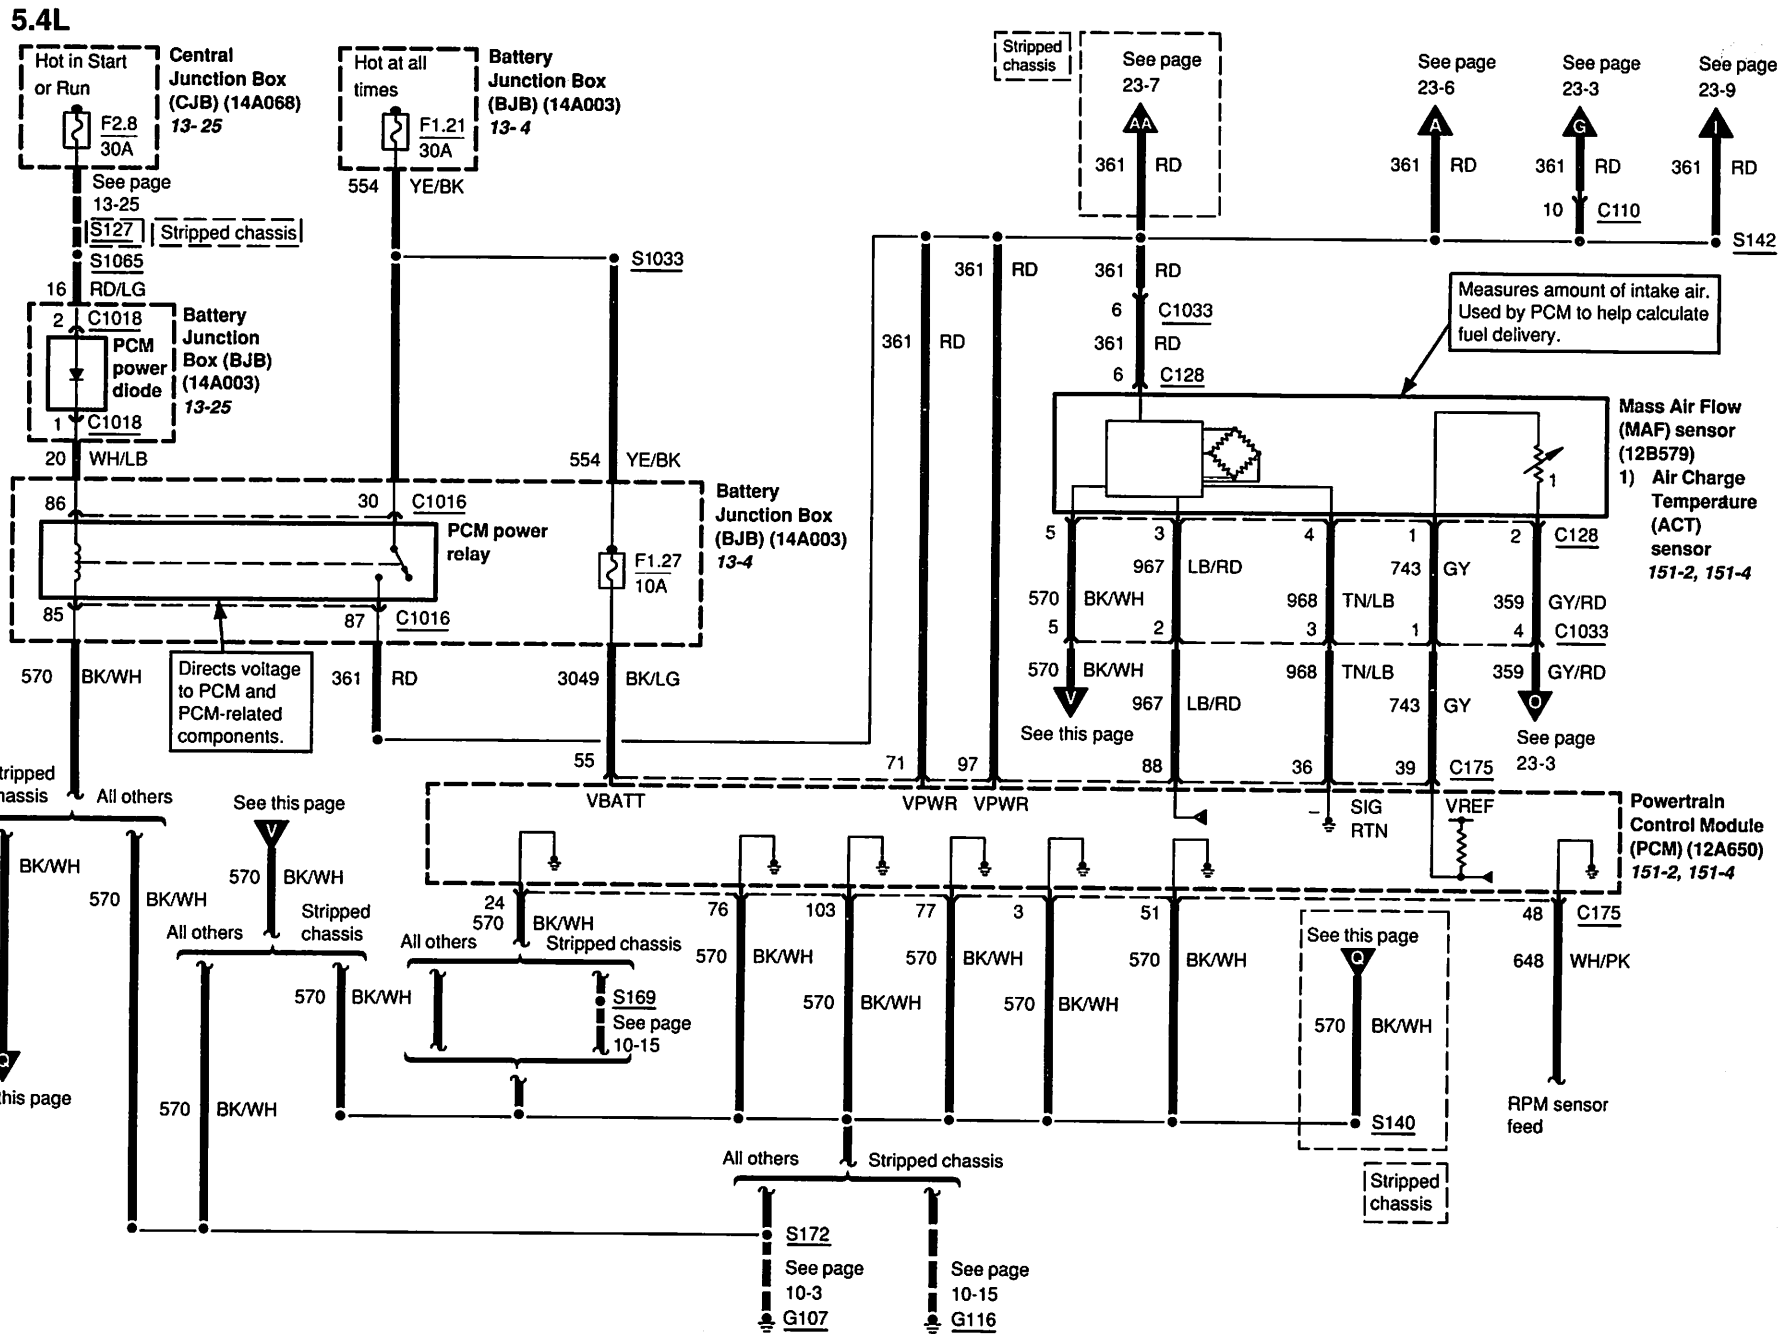 5.4L
Hot in Start
or Run
F2.8
30A
Central
Junction Box
(CJB) (14A068)
13-25
Hot at all
times
F1.21
30A
Battery
Junction Box
(BJB) (14A003)
13-4
Stripped
chassis
See page
23-7
AA
361 RD
See page
23-6
A
361 RD
See page
23-3
G
361 RD
10 C110
See page
23-9
I
361 RD
S142
See page
13-25
S127
Stripped chassis
S1065
16 RD/LG
554 YE/BK
S1033
2 C1018
PCM
power
diode
1 C1018
Battery
Junction
Box (BJB)
(14A003)
13-25
20 WH/LB
554 YE/BK
361 RD
361 RD
361 RD
6 C1033
361 RD
6 C128
Measures amount of intake air.
Used by PCM to help calculate
fuel delivery.
Mass Air Flow
(MAF) sensor
(12B579)
1) Air Charge
Temperature
(ACT)
sensor
151-2, 151-4
1
86 30 C1016
PCM power
relay
F1.27
10A
Battery
Junction Box
(BJB) (14A003)
13-4
85 87 C1016
Directs voltage
to PCM and
PCM-related
components.
570 BK/WH
361 RD
3049 BK/LG
5 3 4 1 2 C128
967 LB/RD
743 GY
570 BK/WH
968 TN/LB
359 GY/RD
5 2 3 1 4 C1033
570 BK/WH
968 TN/LB
359 GY/RD
967 LB/RD
743 GY
V
See this page
O
See page
23-3
55 71 97 88 36 39 C175
VBATT VPWR VPWR
SIG
RTN
VREF
Powertrain
Control Module
(PCM) (12A650)
151-2, 151-4
tripped
hassis
All others
See this page
V
BK/WH
570 BK/WH
570 BK/WH
All others
Stripped
chassis
24 76 103 77 3 51 48 C175
570 BK/WH
All others
Stripped chassis
570 BK/WH
S169
See page
10-15
570 BK/WH
570 BK/WH
570 BK/WH
570 BK/WH
570 BK/WH
See this page
Q
570 BK/WH
S140
Stripped
chassis
648 WH/PK
RPM sensor
feed
Q
his page
570 BK/WH
All others
Stripped chassis
S172
See page
10-3
G107
See page
10-15
G116